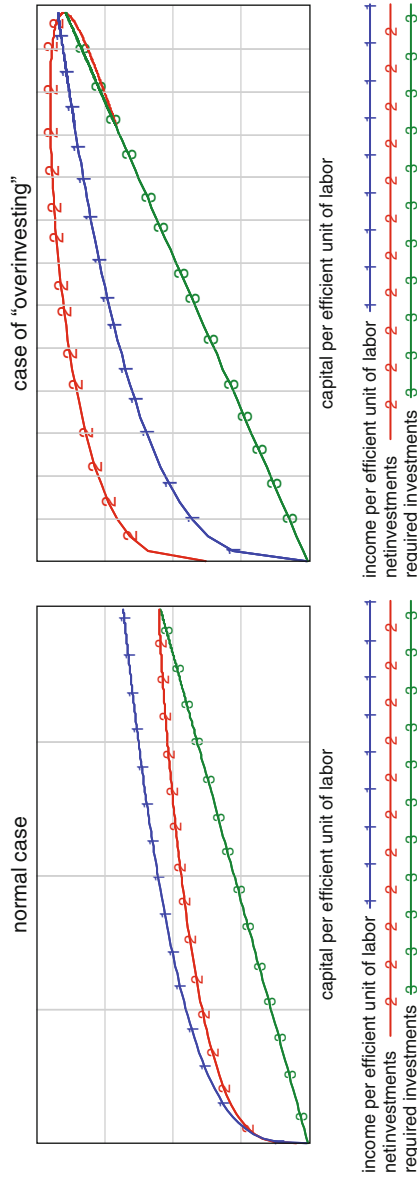 normal case
capital per efficient unit of labor
income per efficient unit of labor
netinvestments
required investments
case of “overinvesting”
capital per efficient unit of labor
income per efficient unit of labor
netinvestments
required investments